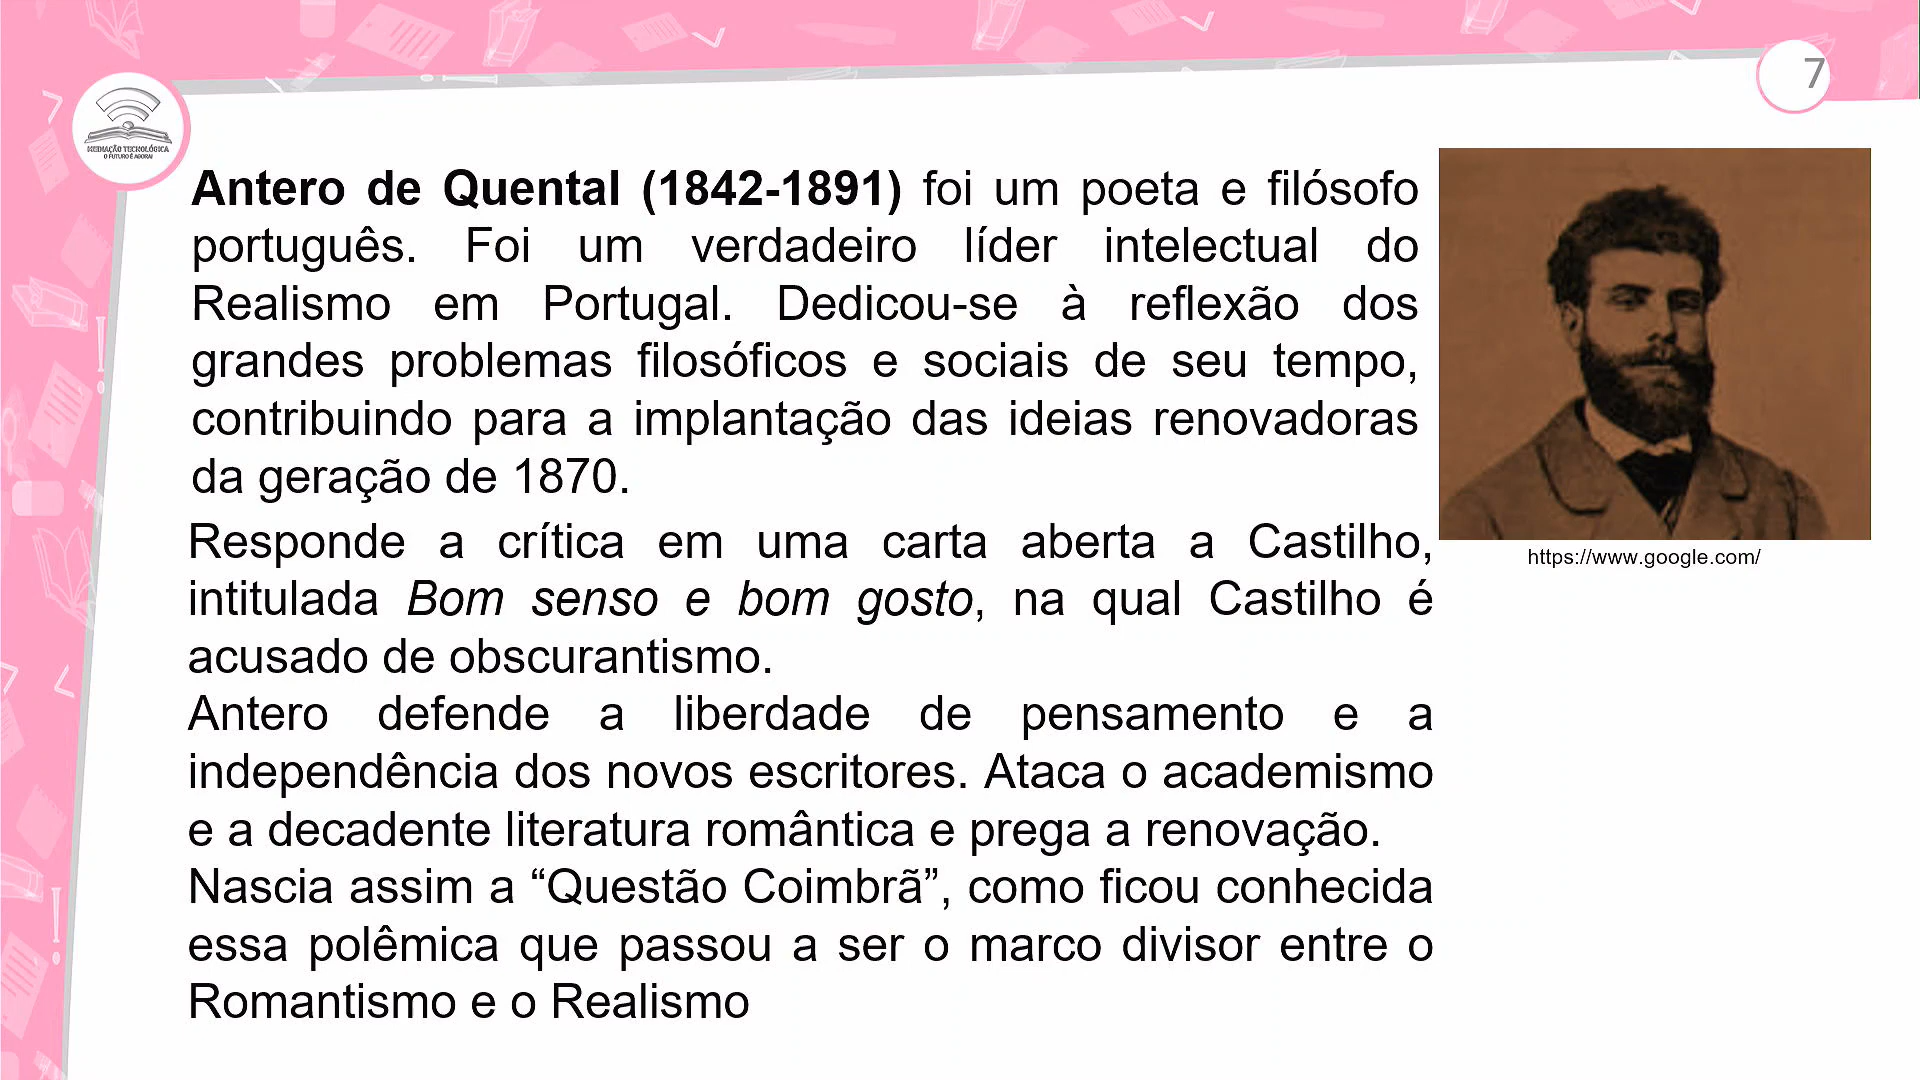 7
MEDIAÇÃO TECNOLÓGICA
O FUTURO É AGORA!
Antero de Quental (1842-1891) foi um poeta e filósofo
português. Foi um verdadeiro líder intelectual do
Realismo em Portugal. Dedicou-se à reflexão dos
grandes problemas filosóficos e sociais de seu tempo,
contribuindo para a implantação das ideias renovadoras
da geração de 1870.
https://www.google.com/
Responde a crítica em uma carta aberta a Castilho,
intitulada Bom senso e bom gosto, na qual Castilho é
acusado de obscurantismo.
Antero defende a liberdade de pensamento e a
independência dos novos escritores. Ataca o academismo
e a decadente literatura romântica e prega a renovação.
Nascia assim a “Questão Coimbrã”, como ficou conhecida
essa polêmica que passou a ser o marco divisor entre o
Romantismo e o Realismo